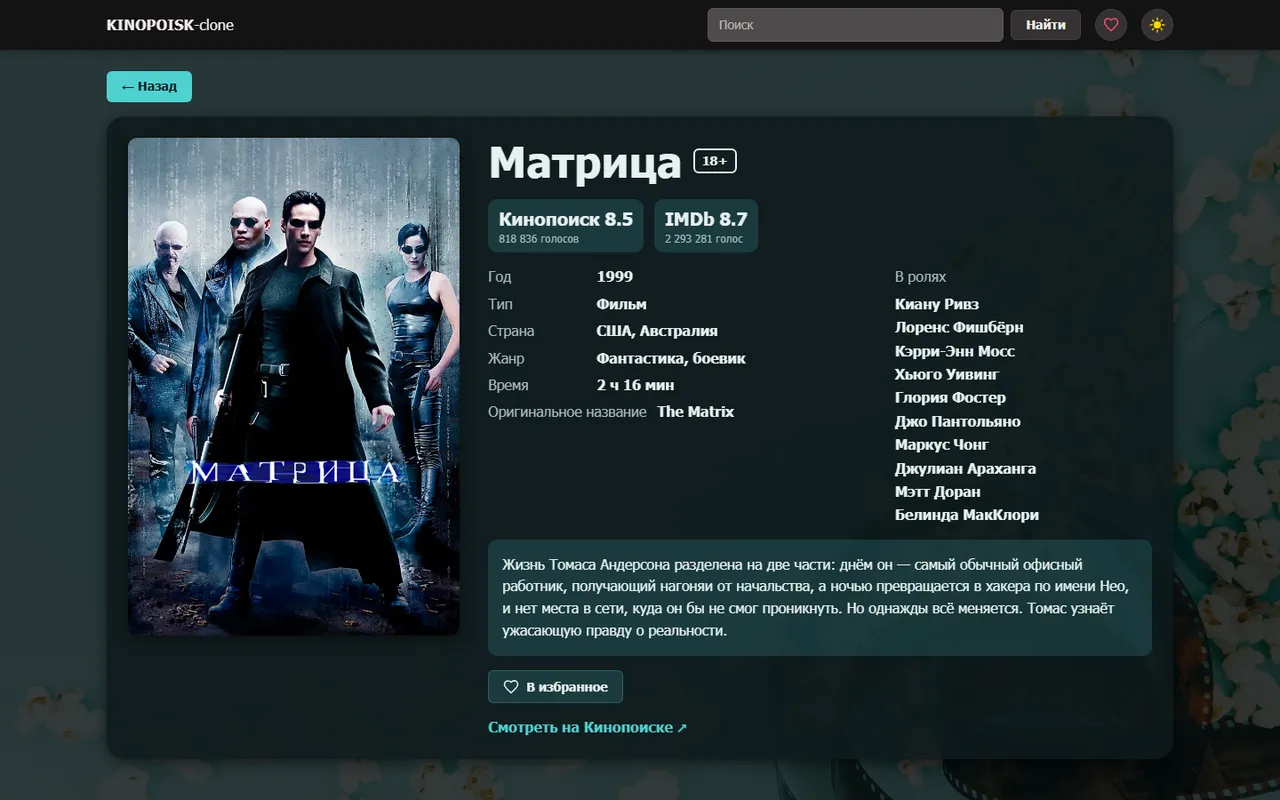 KINOPOISK-clone
Поиск
Найти
← Назад
МАТРИЦА
Матрица 18+
Кинопоиск 8.5
818 836 голосов
IMDb 8.7
2 293 281 голос
Год 1999
Тип Фильм
Страна США, Австралия
Жанр Фантастика, боевик
Время 2 ч 16 мин
Оригинальное название The Matrix
В ролях
Киану Ривз
Лоренс Фишбёрн
Кэрри-Энн Мосс
Хьюго Уивинг
Глория Фостер
Джо Пантольяно
Маркус Чонг
Джулиан Араханга
Мэтт Доран
Белинда МакКлори
Жизнь Томаса Андерсона разделена на две части: днём он — самый обычный офисный
работник, получающий нагоняи от начальства, а ночью превращается в хакера по имени Нео,
и нет места в сети, куда он бы не смог проникнуть. Но однажды всё меняется. Томас узнаёт
ужасающую правду о реальности.
В избранное
Смотреть на Кинопоиске ↗